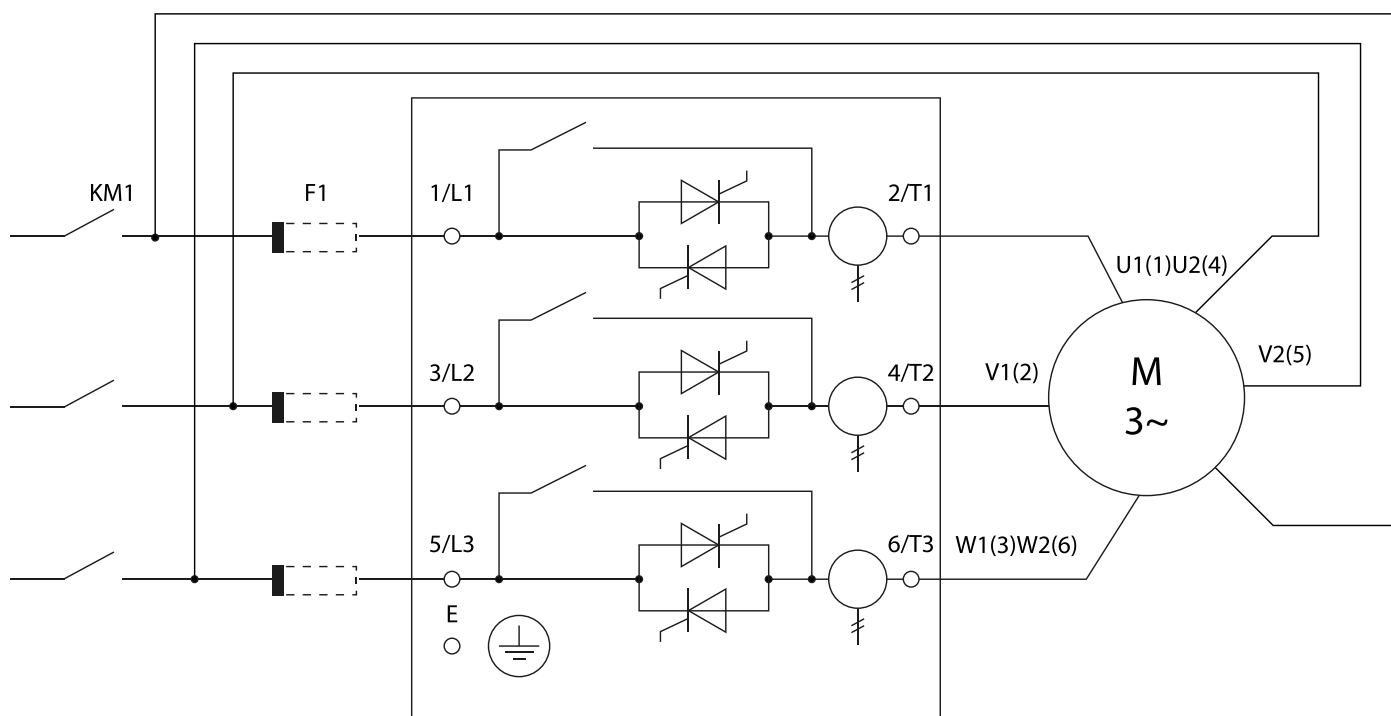 KM1
F1
1/L1
2/T1
U1(1)U2(4)
3/L2
4/T2
V1(2)
V2(5)
M
3~
5/L3
6/T3
W1(3)W2(6)
E